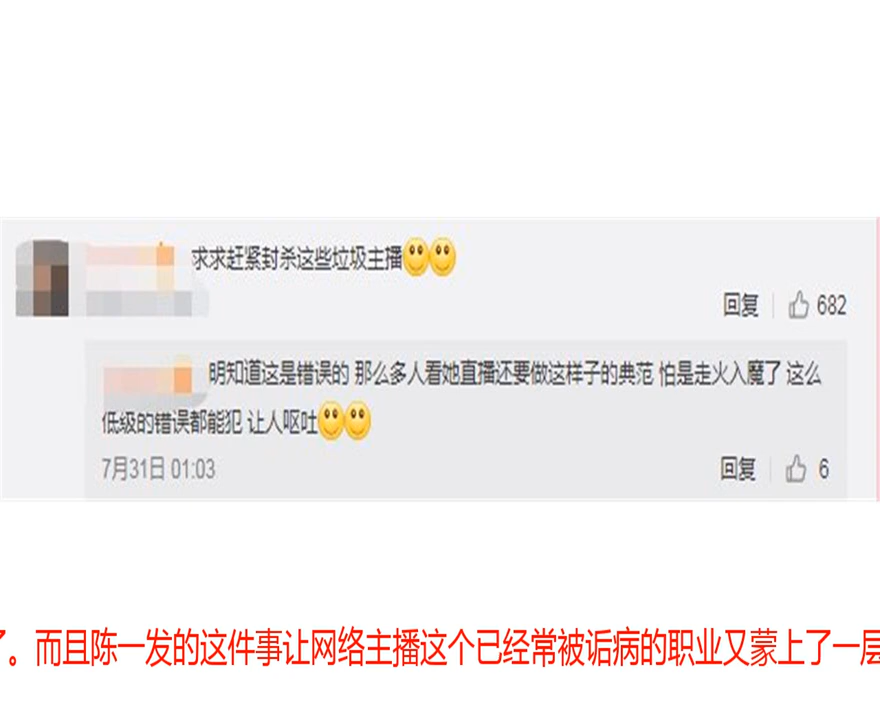 求求赶紧封杀这些垃圾主播
回复 682
明知道这是错误的 那么多人看她直播还要做这样子的典范 怕是走火入魔了 这么
低级的错误都能犯 让人呕吐
7月31日 01:03 回复 6
了。而且陈一发的这件事让网络主播这个已经常被诟病的职业又蒙上了一层